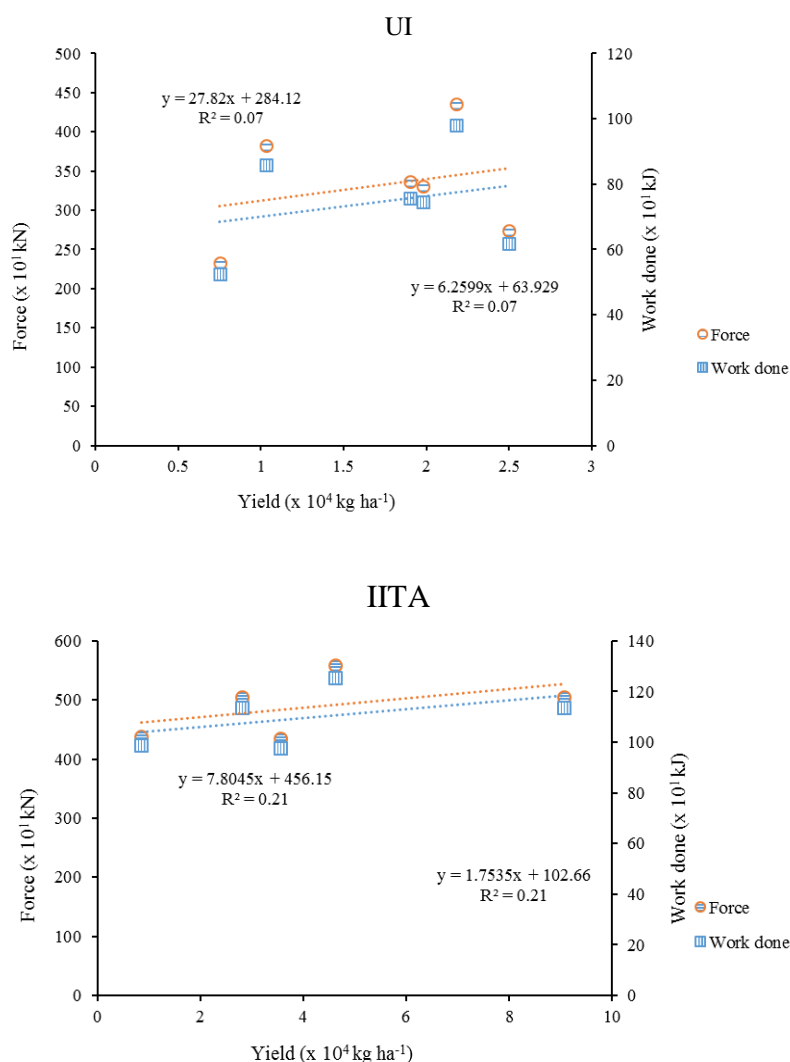 UI
500
450
400
350
300
250
200
150
100
50
0
Force (x 10¹ kN)
y = 27.82x + 284.12
R² = 0.07
y = 6.2599x + 63.929
R² = 0.07
120
100
80
60
40
20
0
Work done (x 10¹ kJ)
Force
Work done
0 0.5 1 1.5 2 2.5 3
Yield (x 10⁴ kg ha⁻¹)
IITA
600
500
400
300
200
100
0
Force (x 10¹ kN)
y = 7.8045x + 456.15
R² = 0.21
y = 1.7535x + 102.66
R² = 0.21
140
120
100
80
60
40
20
0
Work done (x 10¹ kJ)
Force
Work done
0 2 4 6 8 10
Yield (x 10⁴ kg ha⁻¹)